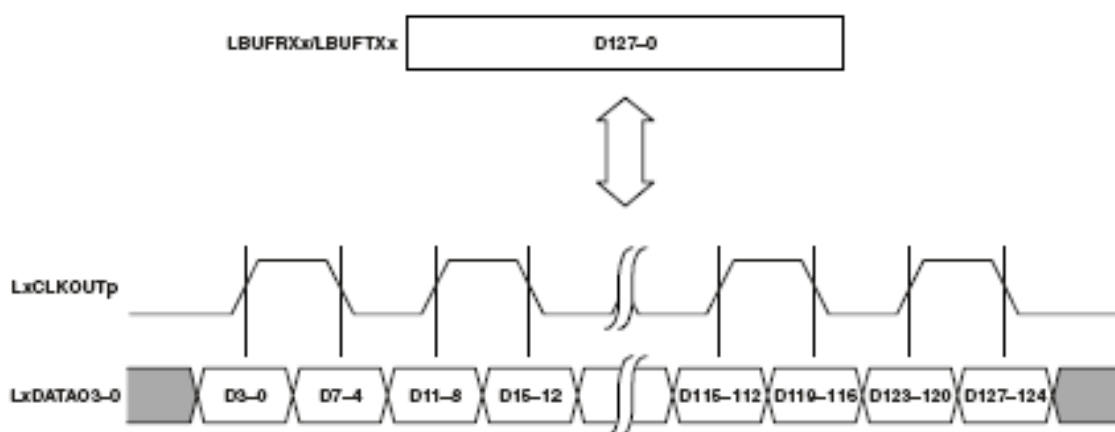 LBUFRXx/LBUFTXx
D127–0
LxCLKOUTp
LxDATAO3–0
D3–0 D7–4 D11–8 D15–12 D115–112 D119–116 D123–120 D127–124